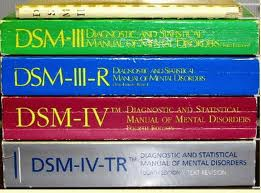 DSM-III DIAGNOSTIC AND STATISTICAL
MANUAL OF MENTAL DISORDERS
DSM-III-R DIAGNOSTIC AND STATISTICAL
MANUAL OF MENTAL DISORDERS
DSM-IV™ DIAGNOSTIC AND STATISTICAL
MANUAL OF MENTAL DISORDERS
FOURTH EDITION
DSM-IV-TR™ DIAGNOSTIC AND STATISTICAL
MANUAL OF MENTAL DISORDERS
FOURTH EDITION TEXT REVISION